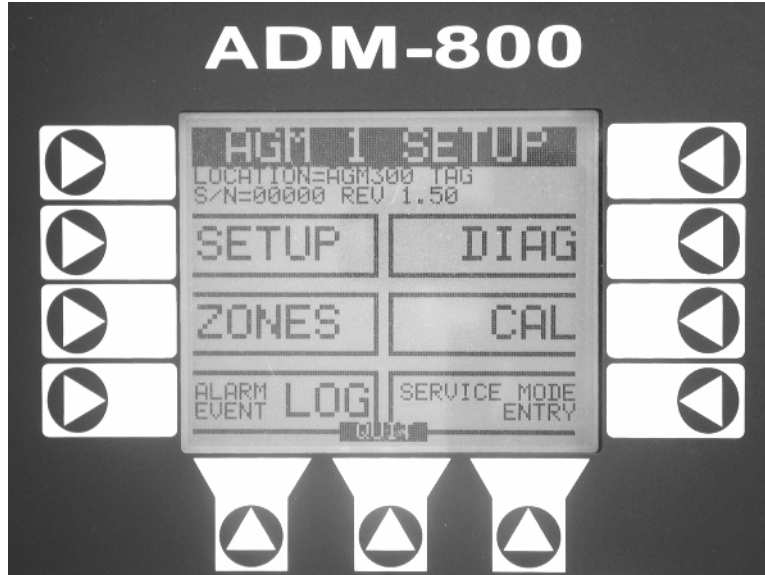 ADM-800
AGM 1 SETUP
LOCATION=AGM300 TAG
S/N=00000 REV 1.50
SETUP
DIAG
ZONES
CAL
ALARM EVENT LOG
SERVICE MODE ENTRY
QUIT